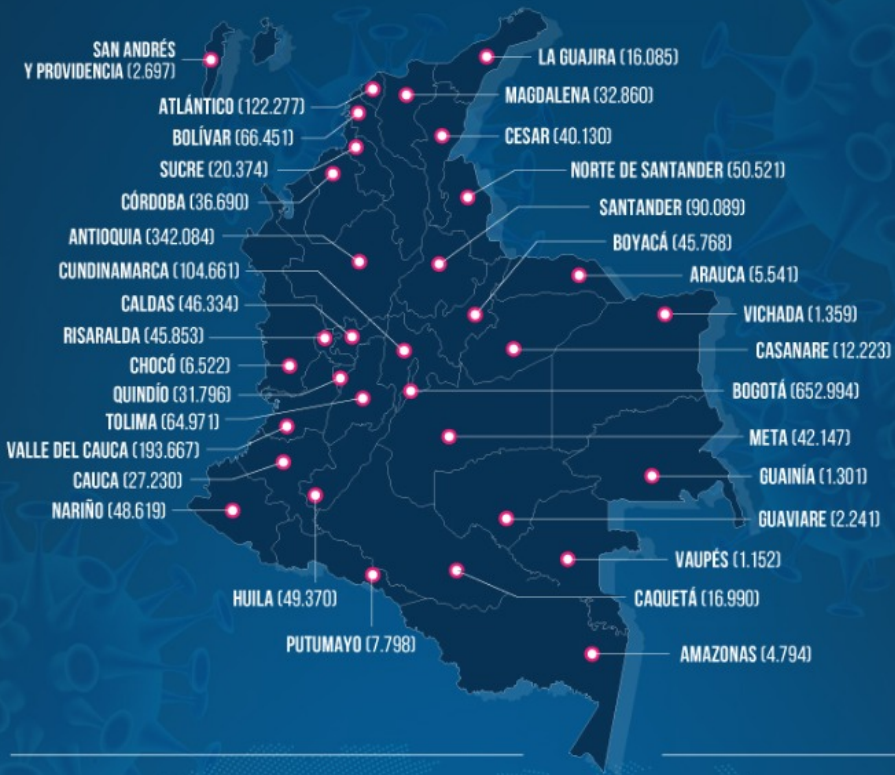 SAN ANDRÉS
Y PROVIDENCIA (2.697)
ATLÁNTICO (122.277)
BOLÍVAR (66.451)
SUCRE (20.374)
CÓRDOBA (36.690)
ANTIOQUIA (342.084)
CUNDINAMARCA (104.661)
CALDAS (46.334)
RISARALDA (45.853)
CHOCÓ (6.522)
QUINDÍO (31.796)
TOLIMA (64.971)
VALLE DEL CAUCA (193.667)
CAUCA (27.230)
NARIÑO (48.619)
HUILA (49.370)
PUTUMAYO (7.798)
LA GUAJIRA (16.085)
MAGDALENA (32.860)
CESAR (40.130)
NORTE DE SANTANDER (50.521)
SANTANDER (90.089)
BOYACÁ (45.768)
ARAUCA (5.541)
VICHADA (1.359)
CASANARE (12.223)
BOGOTÁ (652.994)
META (42.147)
GUAINÍA (1.301)
GUAVIARE (2.241)
VAUPÉS (1.152)
CAQUETÁ (16.990)
AMAZONAS (4.794)